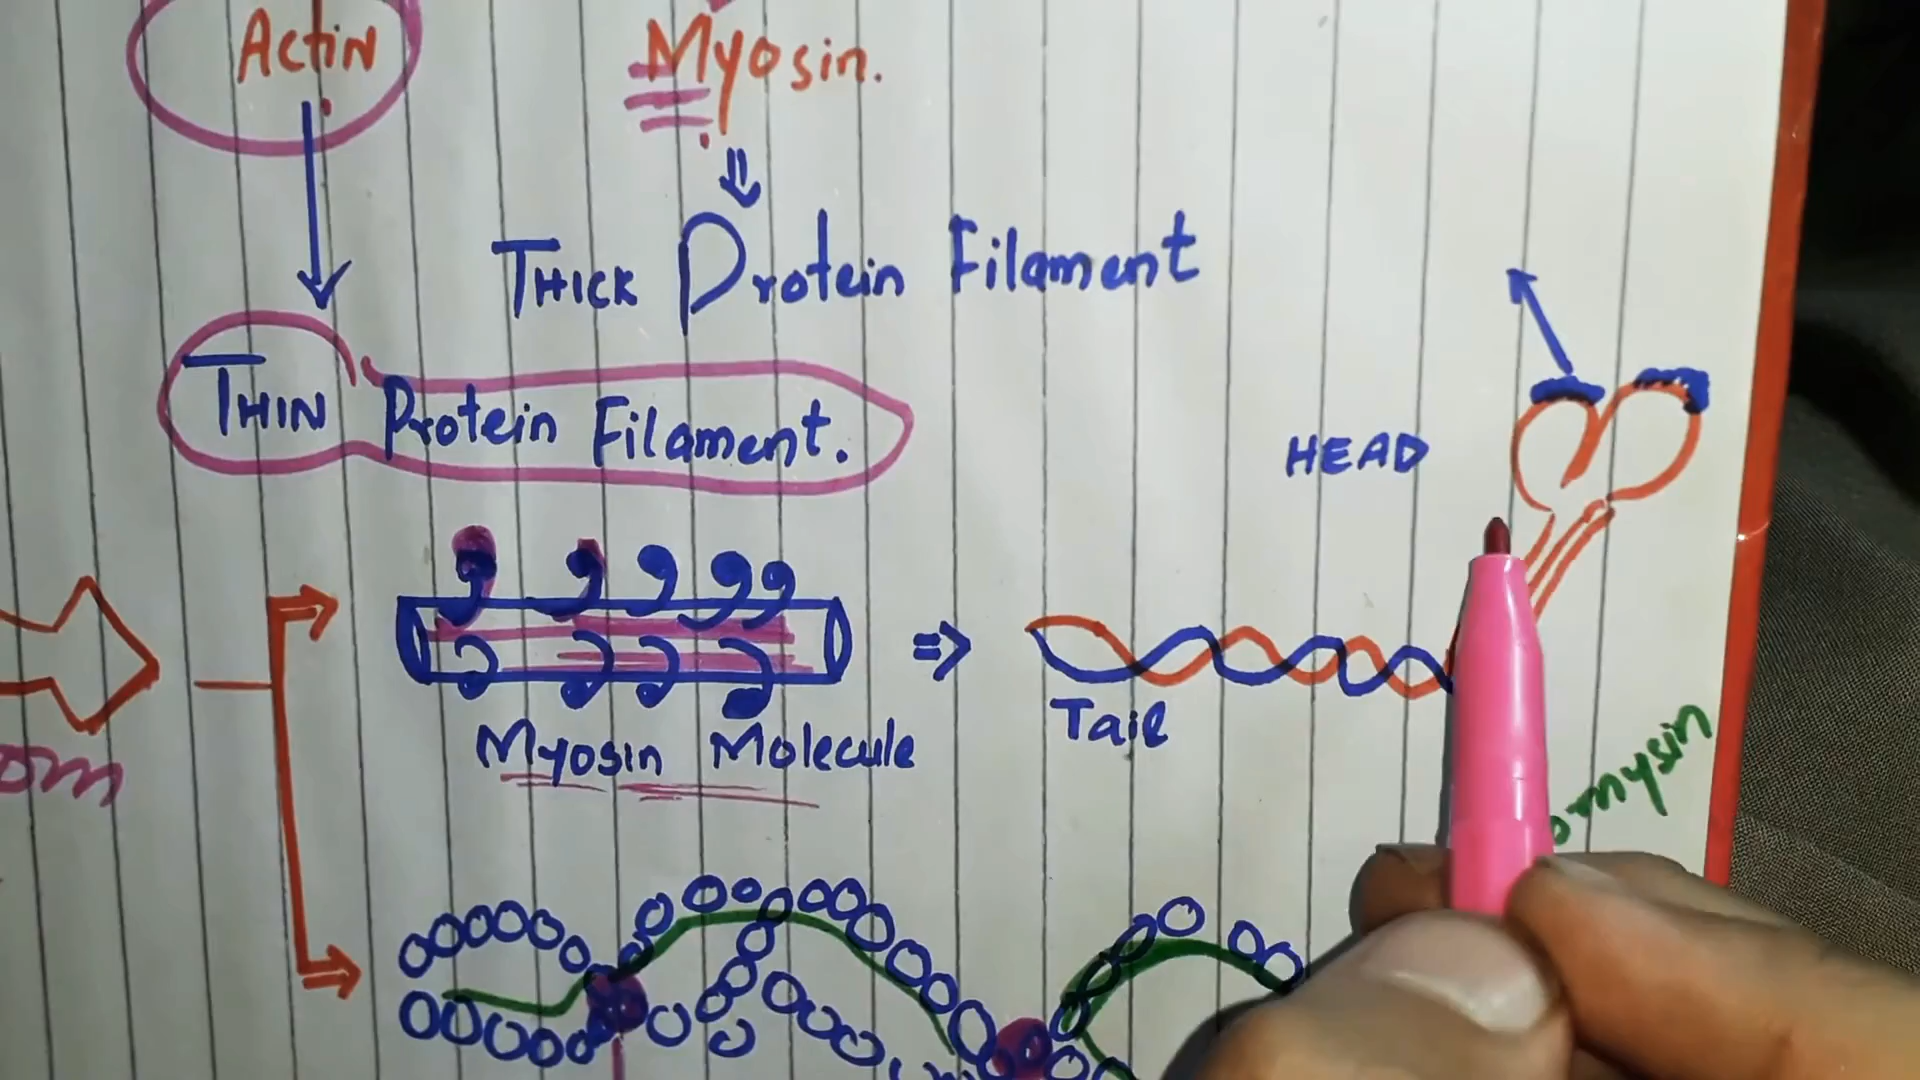 Actin
Myosin.
THICK Protein Filament
THIN Protein Filament.
HEAD
Tail
Myosin Molecule